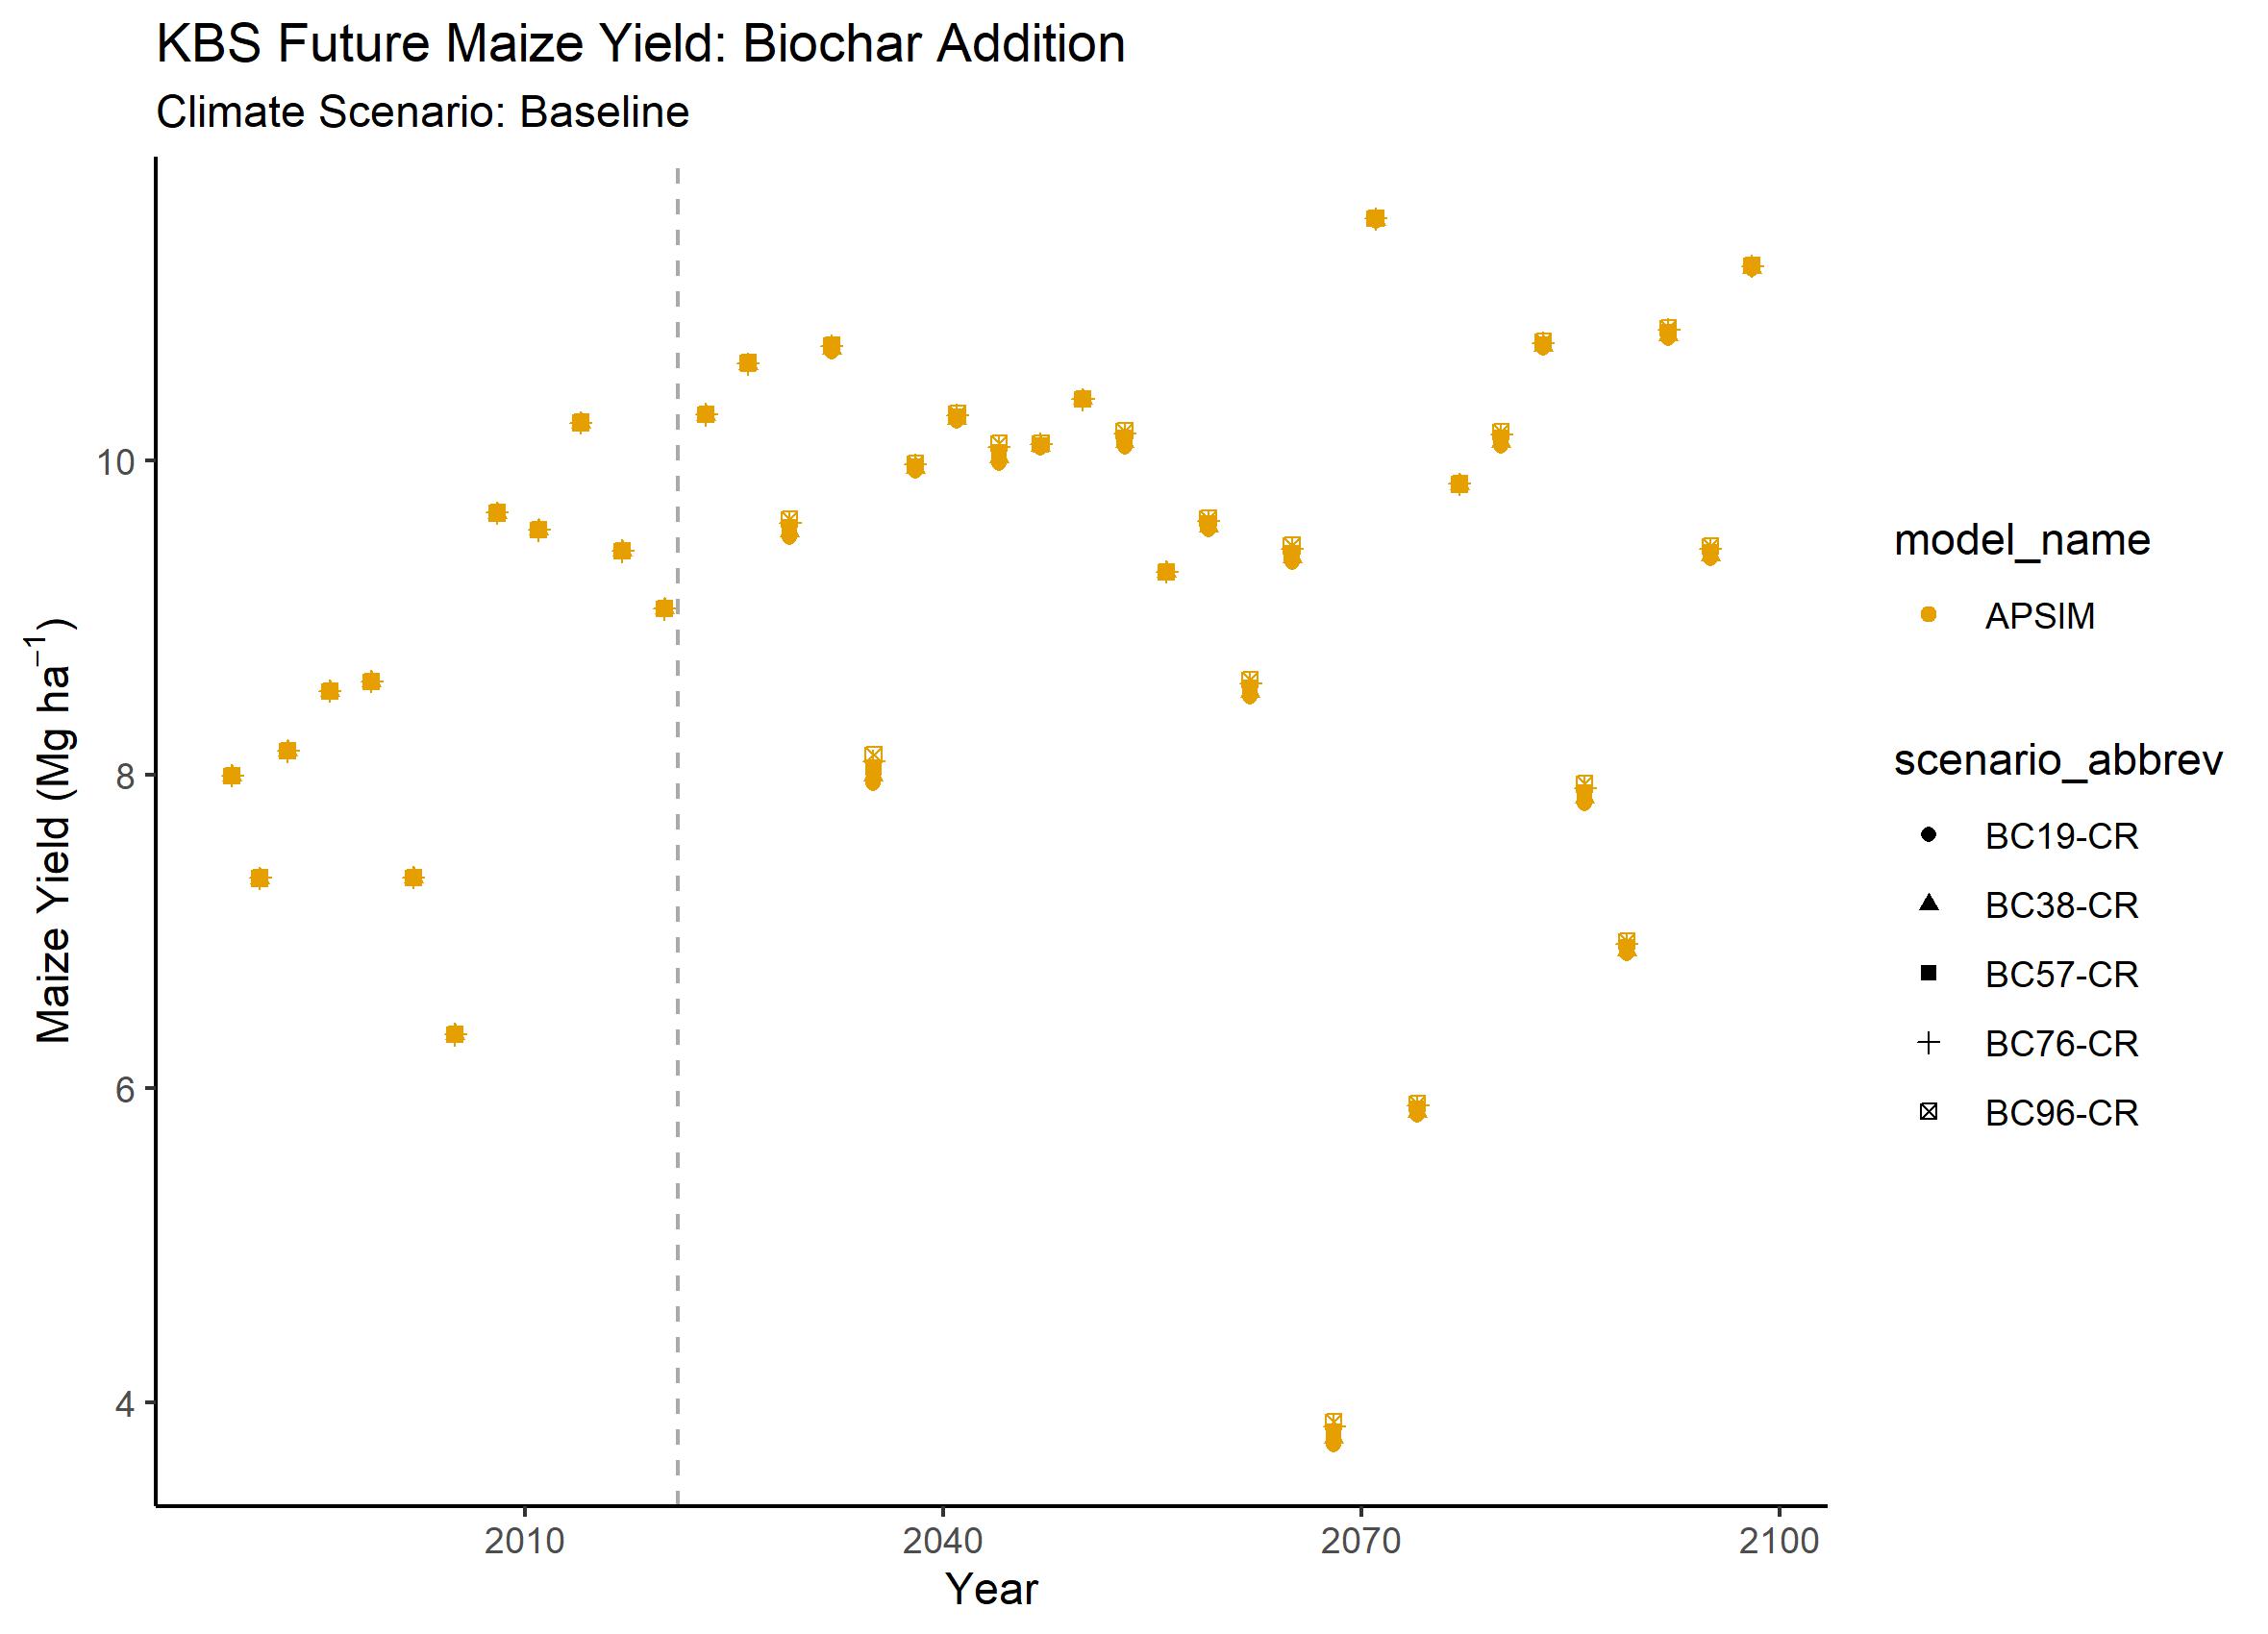 KBS Future Maize Yield: Biochar Addition
Climate Scenario: Baseline
Maize Yield (Mg ha⁻¹)
10
8
6
4
2010
2040
2070
2100
Year
model_name
APSIM
scenario_abbrev
BC19-CR
BC38-CR
BC57-CR
BC76-CR
BC96-CR